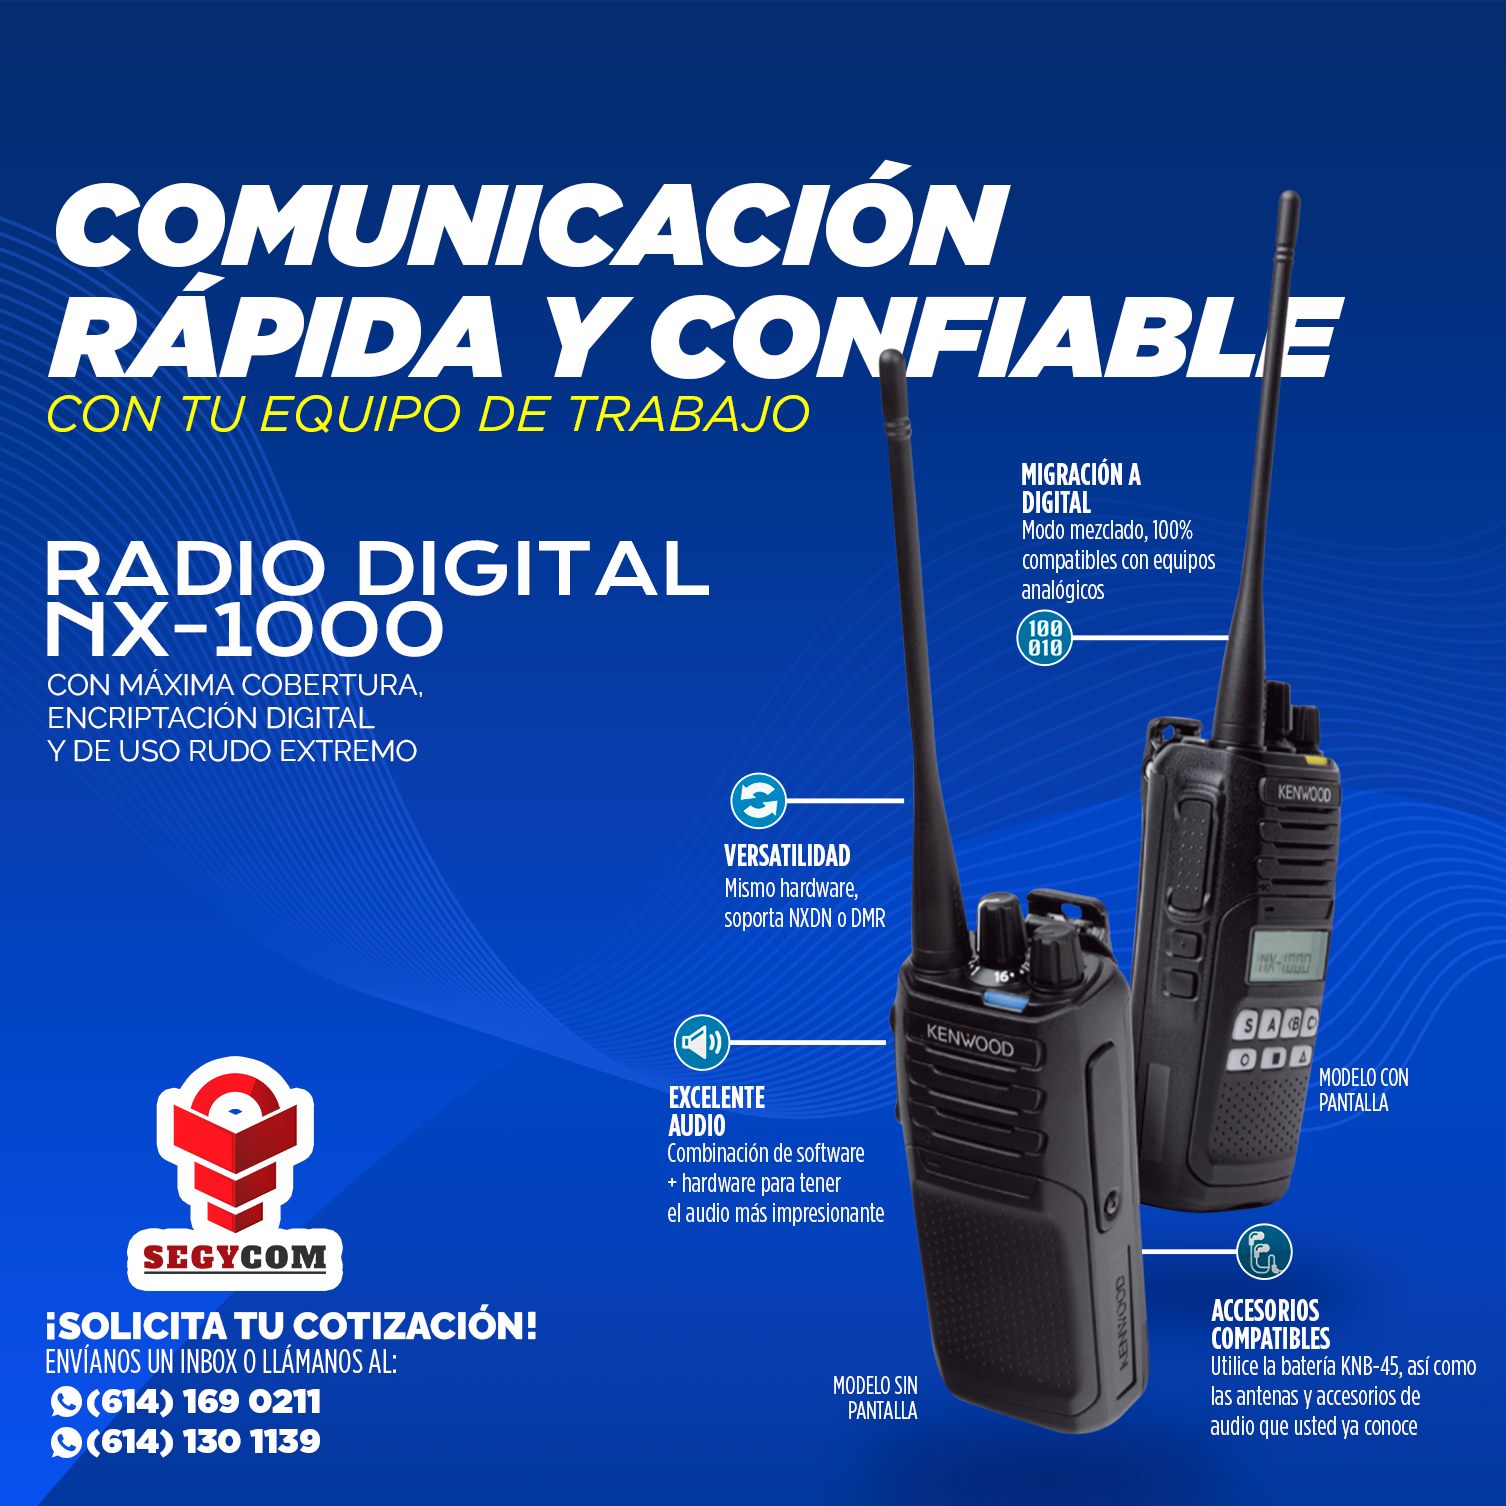 COMUNICACIÓN
RÁPIDA Y CONFIABLE
CON TU EQUIPO DE TRABAJO
RADIO DIGITAL
NX-1000
CON MÁXIMA COBERTURA,
ENCRIPTACIÓN DIGITAL
Y DE USO RUDO EXTREMO
MIGRACIÓN A
DIGITAL
Modo mezclado, 100%
compatibles con equipos
analógicos
100
010
VERSATILIDAD
Mismo hardware,
soporta NXDN o DMR
EXCELENTE
AUDIO
Combinación de software
+ hardware para tener
el audio más impresionante
KENWOOD
NX-1000
S A <B C>
MODELO CON
PANTALLA
16
KENWOOD
KENWOOD
MODELO SIN
PANTALLA
ACCESORIOS
COMPATIBLES
Utilice la batería KNB-45, así como
las antenas y accesorios de
audio que usted ya conoce
SEGYCOM
¡SOLICITA TU COTIZACIÓN!
ENVÍANOS UN INBOX O LLÁMANOS AL:
(614) 169 0211
(614) 130 1139